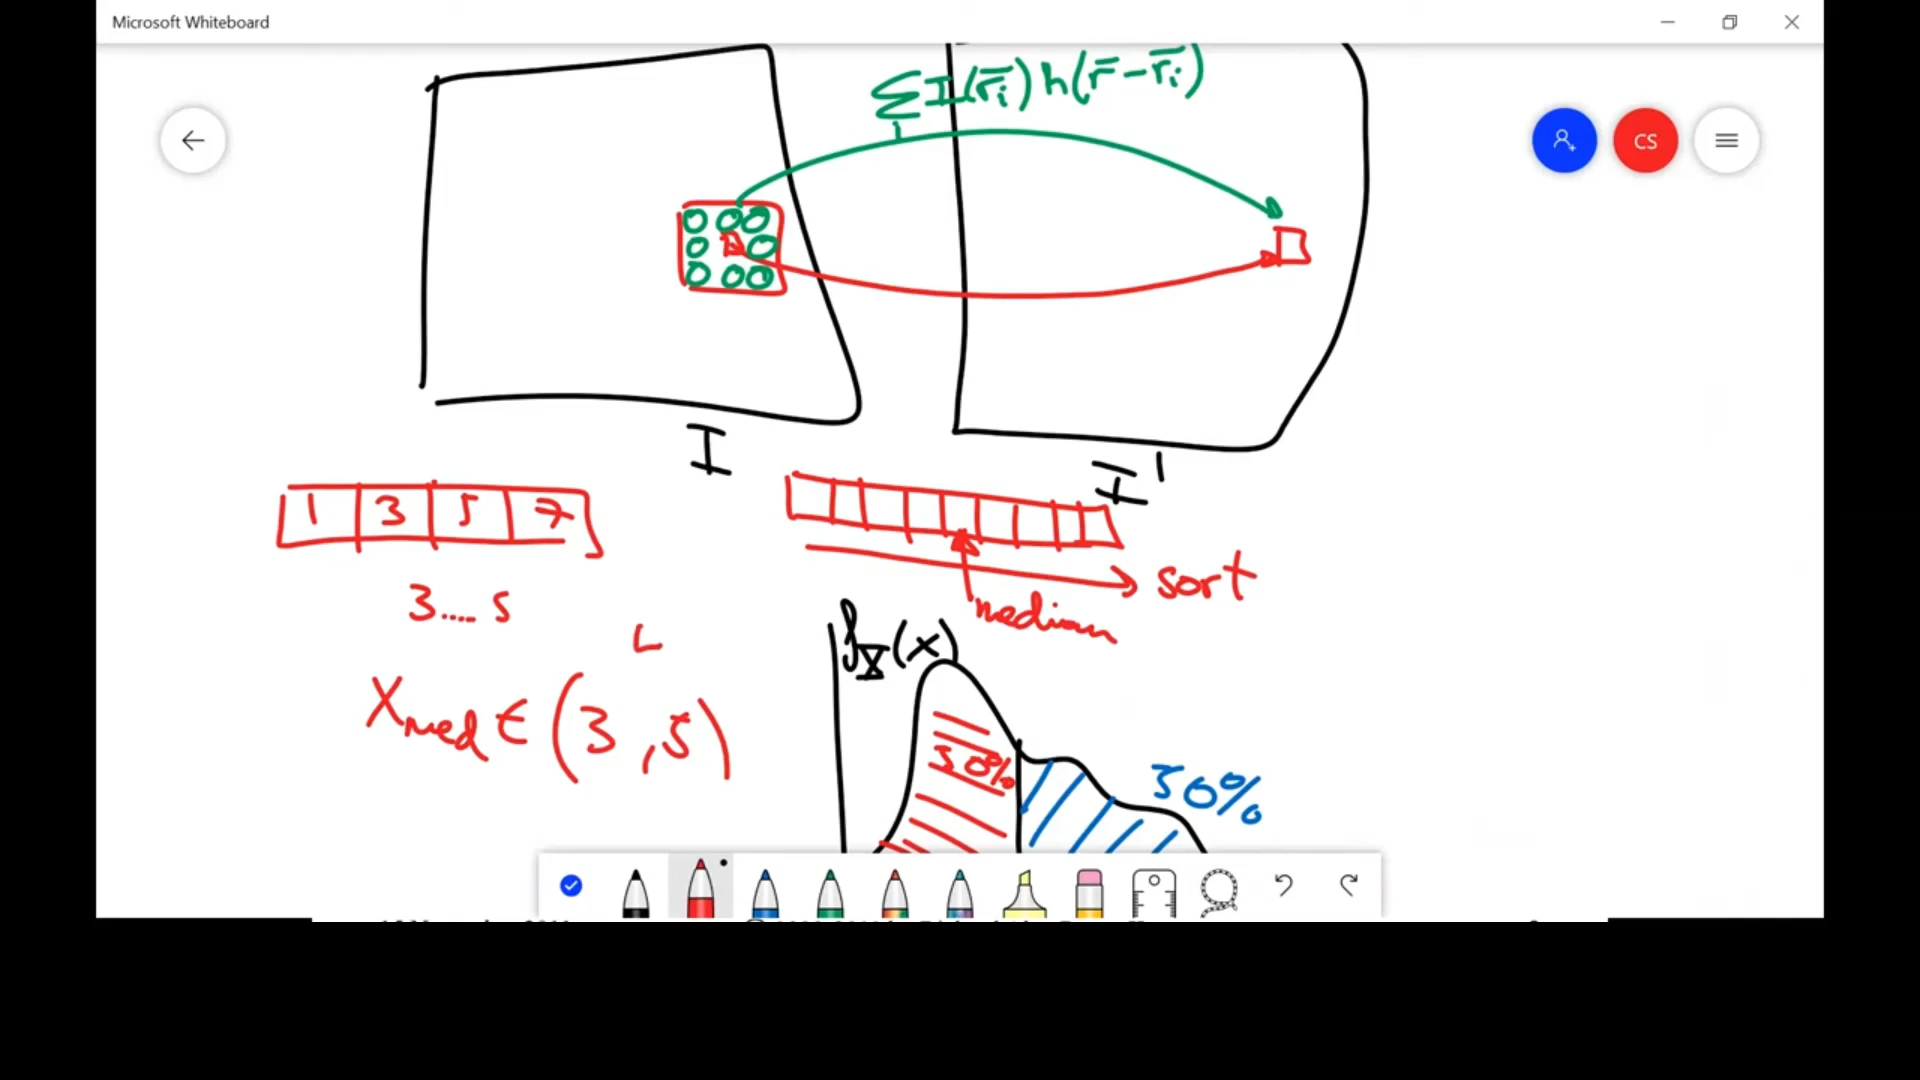 Microsoft Whiteboard
∑ I(r̄ᵢ) h(r̄ - r̄ᵢ)
i
CS
I
I'
1 3 5 7
sort
median
3.... 5
f_X(x)
X_med ∈ (3, 5)
50%
50%